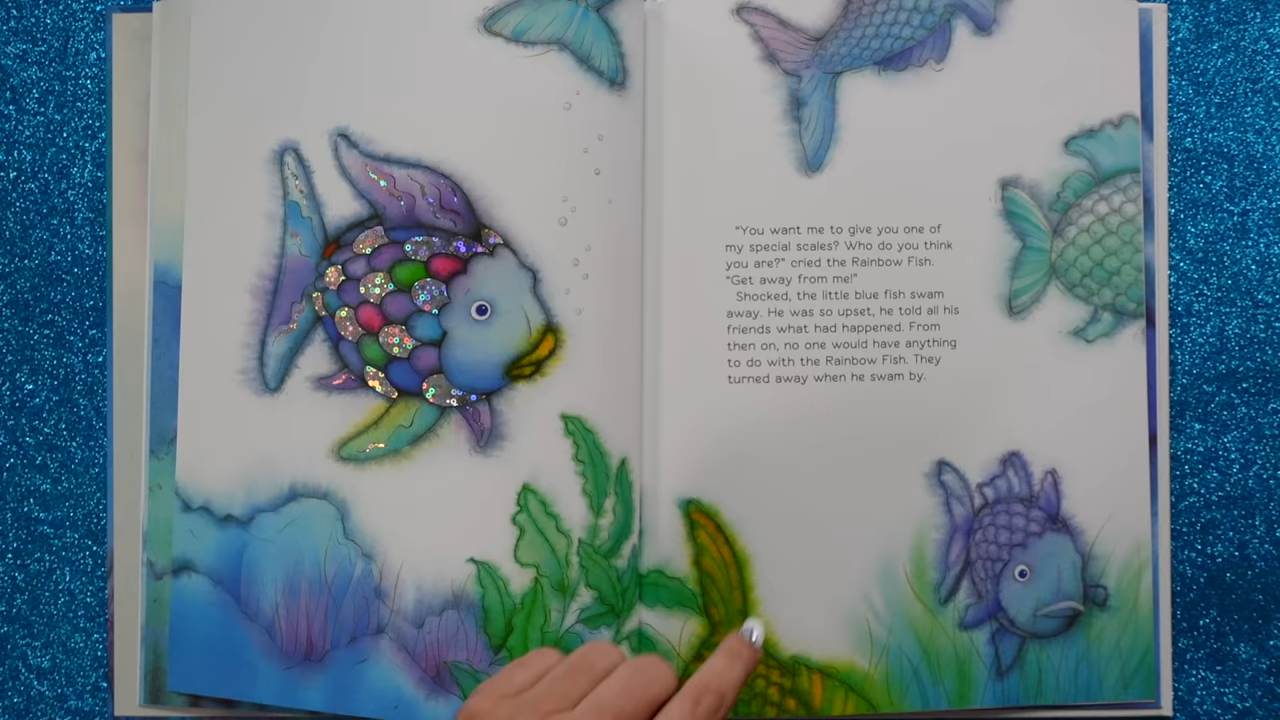 “You want me to give you one of
my special scales? Who do you think
you are?” cried the Rainbow Fish.
“Get away from me!”
Shocked, the little blue fish swam
away. He was so upset, he told all his
friends what had happened. From
then on, no one would have anything
to do with the Rainbow Fish. They
turned away when he swam by.